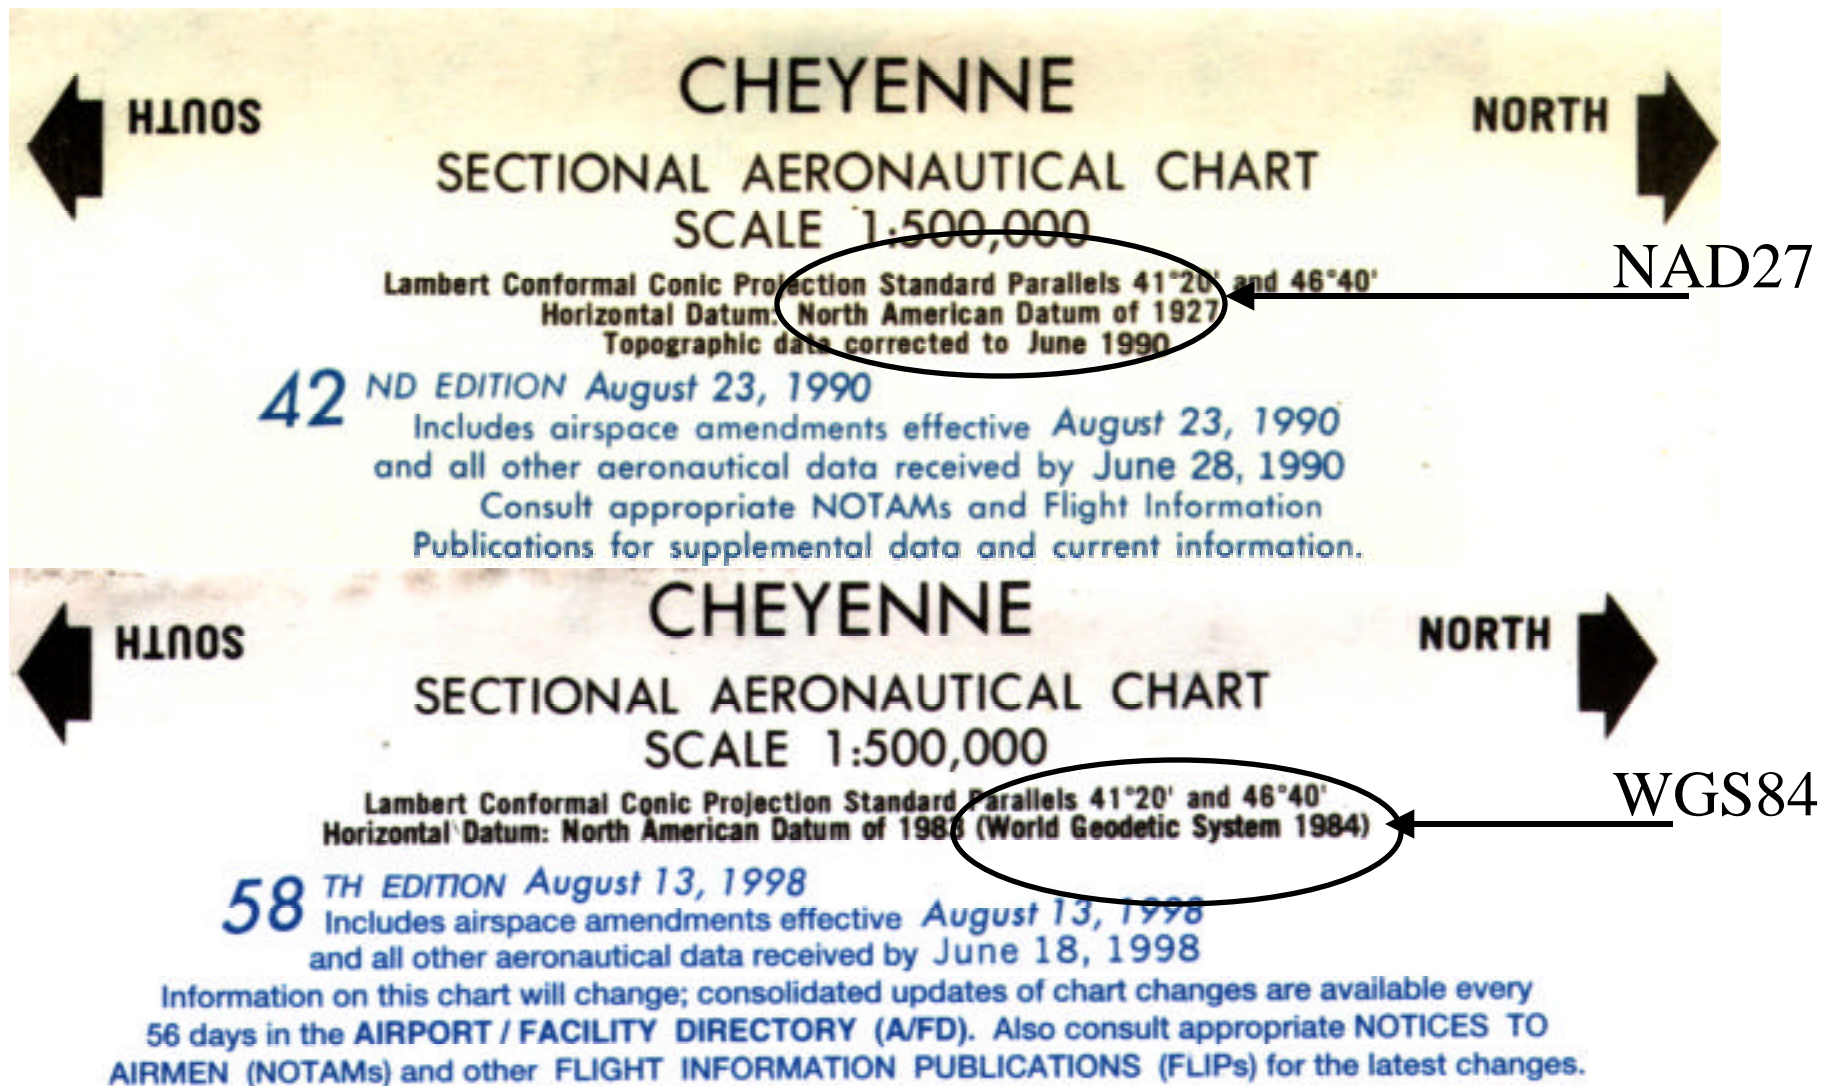 CHEYENNE
SOUTH
NORTH
SECTIONAL AERONAUTICAL CHART
SCALE 1:500,000
NAD27
Lambert Conformal Conic Projection Standard Parallels 41°20' and 46°40'
Horizontal Datum: North American Datum of 1927
Topographic data corrected to June 1990
42 ND EDITION August 23, 1990
Includes airspace amendments effective August 23, 1990
and all other aeronautical data received by June 28, 1990
Consult appropriate NOTAMs and Flight Information
Publications for supplemental data and current information.
CHEYENNE
SOUTH
NORTH
SECTIONAL AERONAUTICAL CHART
SCALE 1:500,000
WGS84
Lambert Conformal Conic Projection Standard Parallels 41°20' and 46°40'
Horizontal Datum: North American Datum of 1983 (World Geodetic System 1984)
58 TH EDITION August 13, 1998
Includes airspace amendments effective August 13, 1998
and all other aeronautical data received by June 18, 1998
Information on this chart will change; consolidated updates of chart changes are available every
56 days in the AIRPORT / FACILITY DIRECTORY (A/FD). Also consult appropriate NOTICES TO
AIRMEN (NOTAMs) and other FLIGHT INFORMATION PUBLICATIONS (FLIPs) for the latest changes.